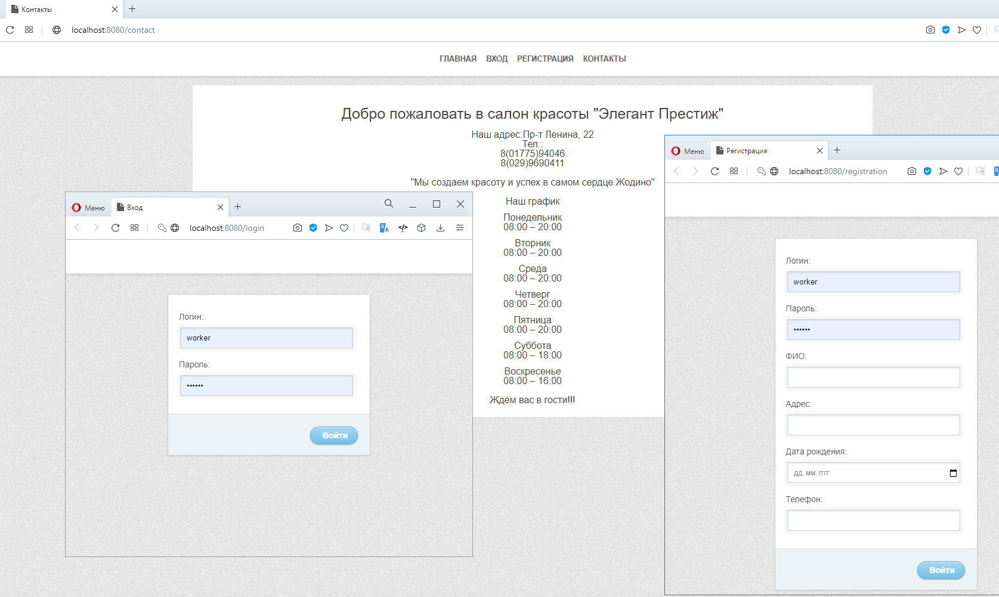 Контакты
localhost:8080/contact
ГЛАВНАЯ ВХОД РЕГИСТРАЦИЯ КОНТАКТЫ
Добро пожаловать в салон красоты "Элегант Престиж"
Наш адрес:Пр-т Ленина, 22
Тел.:
8(01775)94046
8(029)9690411
"Мы создаем красоту и успех в самом сердце Жодино"
Наш график
Понедельник
08:00 – 20:00
Вторник
08:00 – 20:00
Среда
08:00 – 20:00
Четверг
08:00 – 20:00
Пятница
08:00 – 20:00
Суббота
08:00 – 18:00
Воскресенье
08:00 – 16:00
Ждём вас в гости!!!
Меню Вход
localhost:8080/login
Логин:
worker
Пароль:
••••••
Войти
Меню Регистрация
localhost:8080/registration
Логин:
worker
Пароль:
••••••
ФИО:
Адрес:
Дата рождения:
дд.мм.гггг
Телефон:
Войти